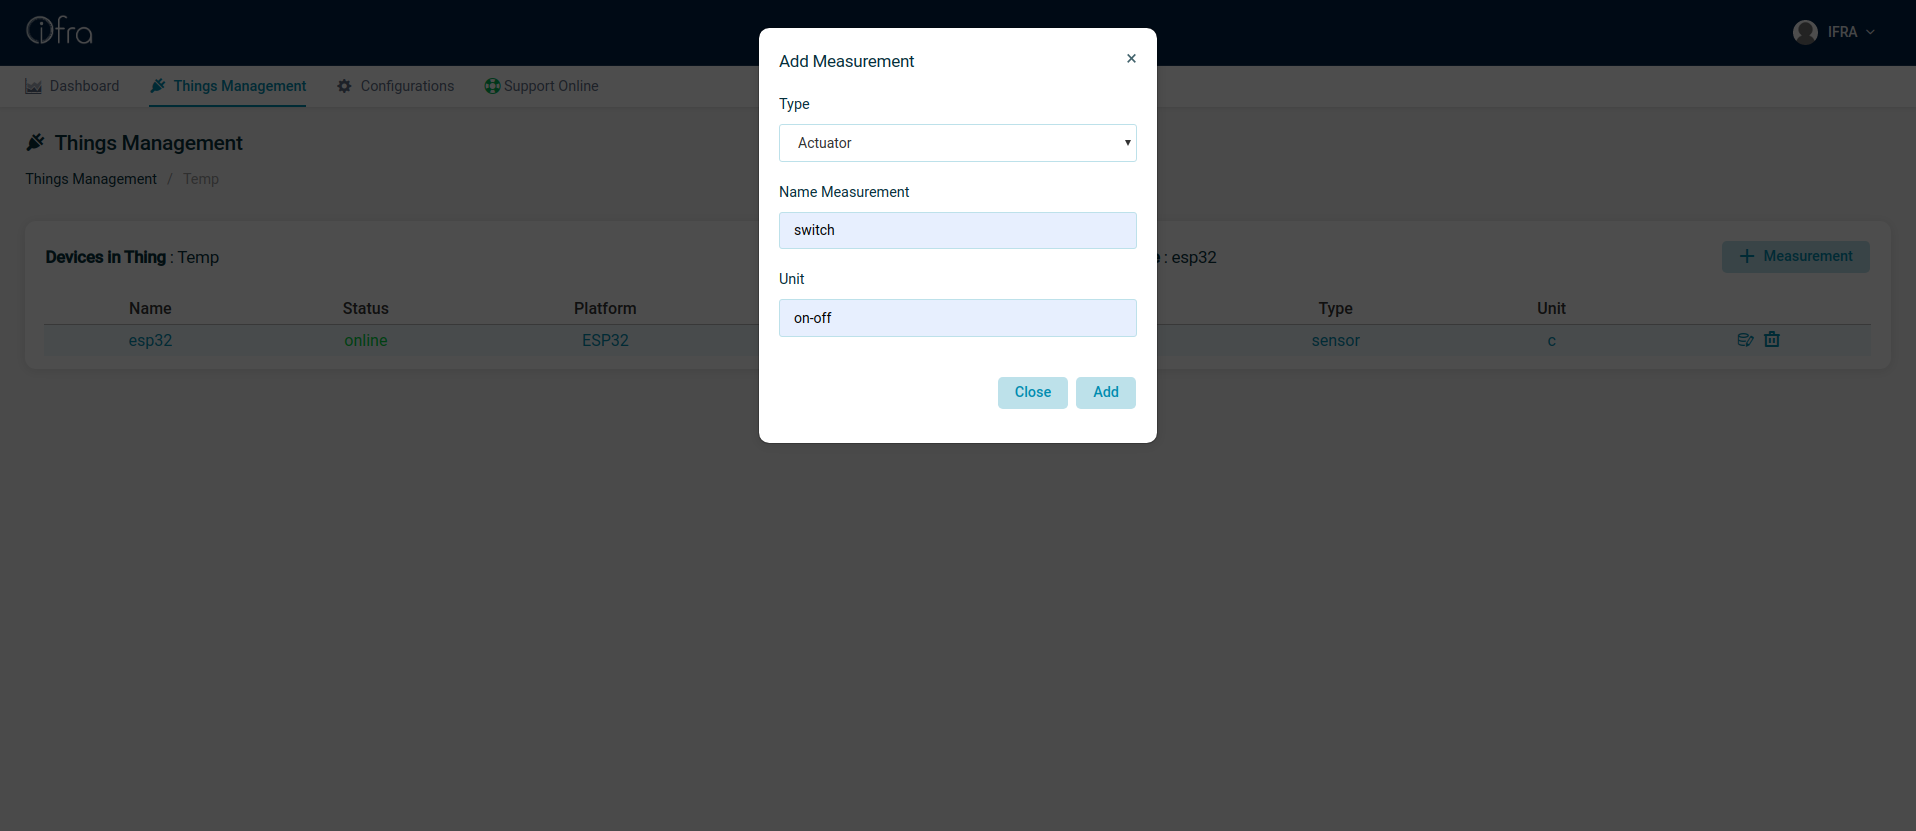 ifra
IFRA
Dashboard Things Management Configurations Support Online
Things Management
Things Management / Temp
Devices in Thing : Temp
: esp32
+ Measurement
Name Status Platform Type Unit
esp32 online ESP32 sensor c
Add Measurement ×
Type
Actuator
Name Measurement
switch
Unit
on-off
Close Add